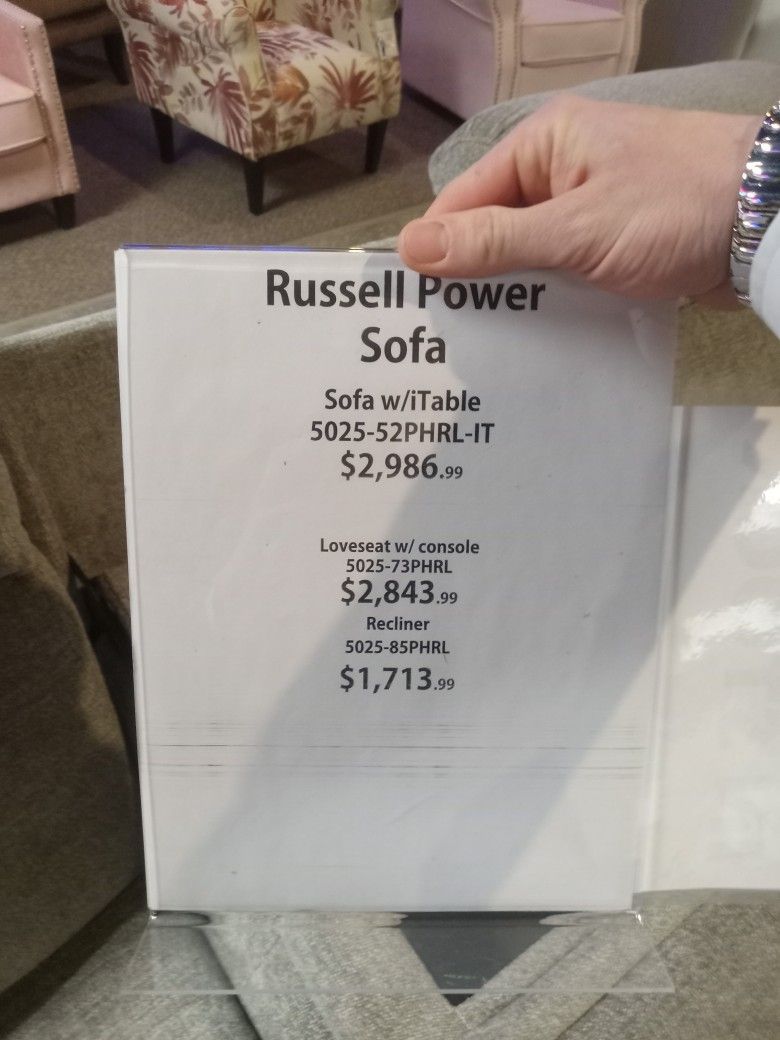 Russell Power
Sofa
Sofa w/iTable
5025-52PHRL-IT
$2,986.99
Loveseat w/ console
5025-73PHRL
$2,843.99
Recliner
5025-85PHRL
$1,713.99